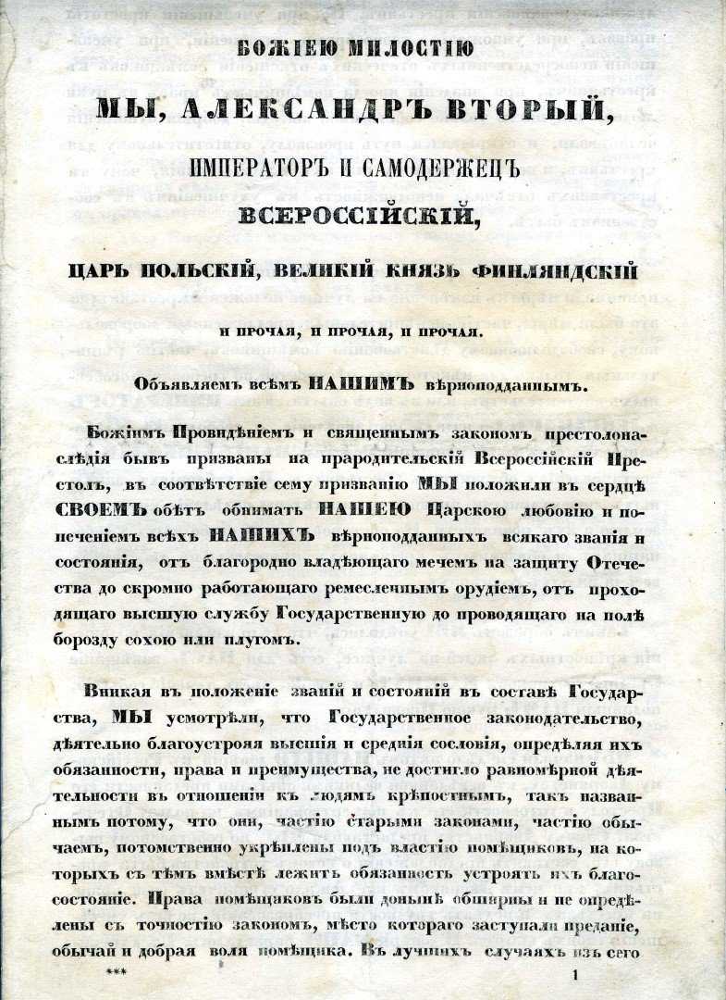 БОЖІЕЮ МИЛОСТІЮ
МЫ, АЛЕКСАНДРЪ ВТОРЫЙ,
ИМПЕРАТОРЪ И САМОДЕРЖЕЦЪ
ВСЕРОССІЙСКІЙ,
ЦАРЬ ПОЛЬСКІЙ, ВЕЛИКІЙ КНЯЗЬ ФИНЛЯНДСКІЙ
И ПРОЧАЯ, И ПРОЧАЯ, И ПРОЧАЯ.
Объявляемъ всѣмъ НАШИМЪ вѣрноподданнымъ.
Божіимъ Провидѣніемъ и священнымъ закономъ престолона-
слѣдія бывъ призваны на прародительскій Всероссійскій Пре-
столъ, въ соотвѣтствіе сему призванію МЫ положили въ сердцѣ
СВОЕМЪ обѣтъ обнимать НАШЕЮ Царскою любовію и по-
печеніемъ всѣхъ НАШИХЪ вѣрноподданныхъ всякаго званія и
состоянія, отъ благородно владѣющаго мечемъ на защиту Отече-
ства до скромно работающаго ремесленнымъ орудіемъ, отъ прохо-
дящаго высшую службу Государственную до проводящаго на полѣ
борозду сохою или плугомъ.
Вникая въ положеніе званій и состояній въ составѣ Государ-
ства, МЫ усмотрѣли, что Государственное законодательство,
дѣятельно благоустрояя высшія и среднія сословія, опредѣляя ихъ
обязанности, права и преимущества, не достигло равномѣрной дѣя-
тельности въ отношеніи къ людямъ крѣпостнымъ, такъ назван-
нымъ потому, что они, частію старыми законами, частію обы-
чаемъ, потомственно укрѣплены подъ властію помѣщиковъ, на ко-
торыхъ съ тѣмъ вмѣстѣ лежитъ обязанность устроять ихъ благо-
состояніе. Права помѣщиковъ были донынѣ обширны и не опредѣ-
лены съ точностію закономъ, мѣсто котораго заступали преданіе,
обычай и добрая воля помѣщика. Въ лучшихъ случаяхъ изъ сего
*** 1